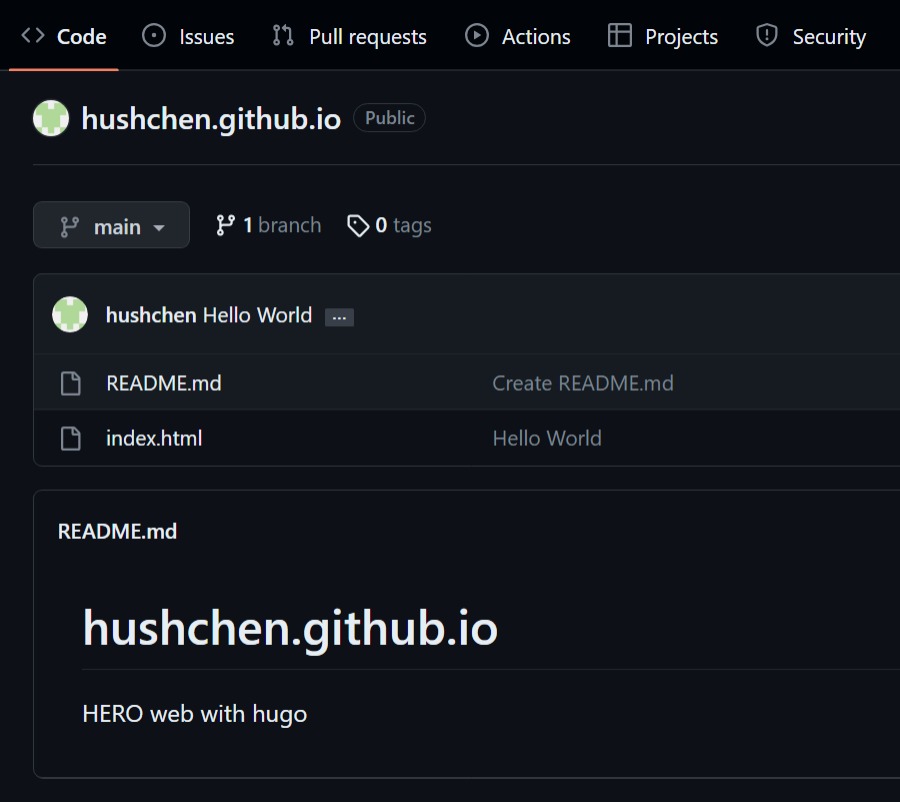 Code Issues Pull requests Actions Projects Security
hushchen.github.io Public
main 1 branch 0 tags
hushchen Hello World ...
README.md Create README.md
index.html Hello World
README.md
hushchen.github.io
HERO web with hugo